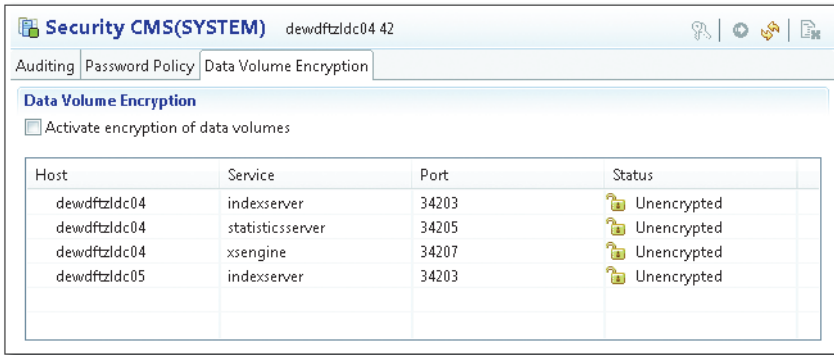 Security CMS(SYSTEM) dewdftzldc04 42
Auditing Password Policy Data Volume Encryption
Data Volume Encryption
Activate encryption of data volumes
Host Service Port Status
dewdftzldc04 indexserver 34203 Unencrypted
dewdftzldc04 statisticsserver 34205 Unencrypted
dewdftzldc04 xsengine 34207 Unencrypted
dewdftzldc05 indexserver 34203 Unencrypted